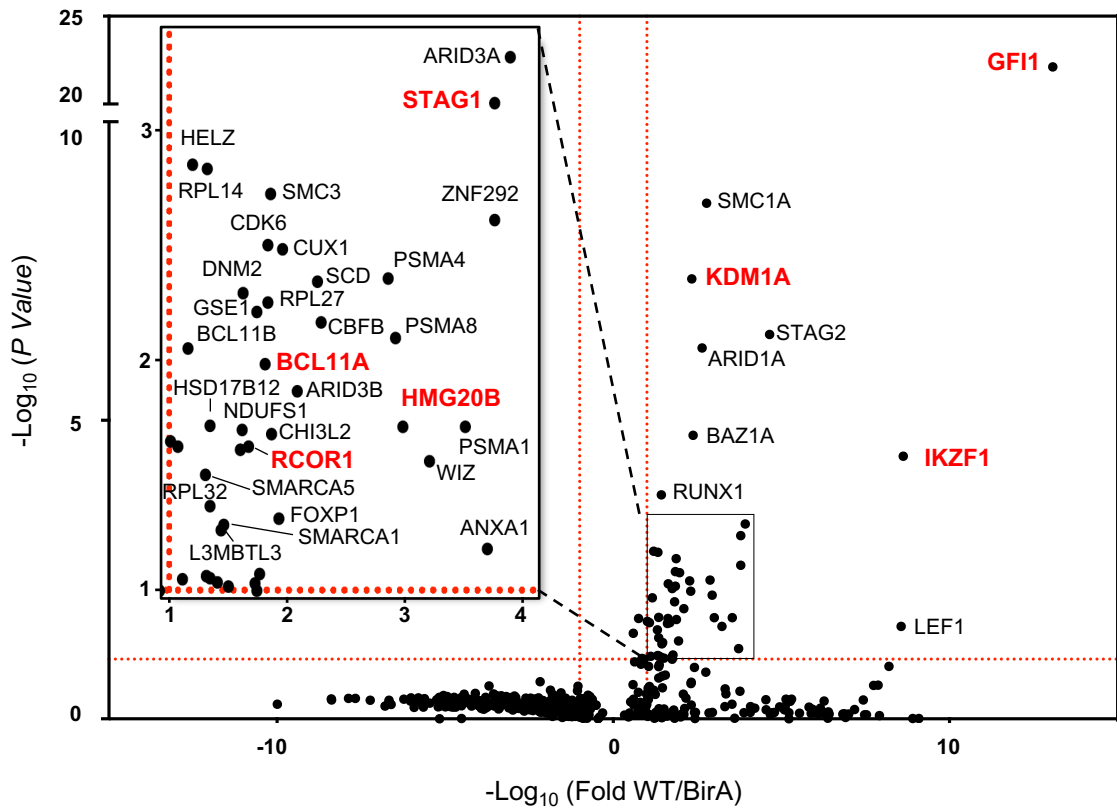 25
GFI1
20
10
ARID3A
STAG1
3
HELZ
RPL14
SMC3
ZNF292
SMC1A
CDK6
CUX1
DNM2
SCD
PSMA4
KDM1A
GSE1
RPL27
CBFB
PSMA8
STAG2
BCL11B
2
BCL11A
ARID1A
HSD17B12
ARID3B
HMG20B
NDUFS1
CHI3L2
PSMA1
5
BAZ1A
RCOR1
WIZ
IKZF1
RPL32
SMARCA5
RUNX1
FOXP1
SMARCA1
ANXA1
L3MBTL3
1
1 2 3 4
LEF1
0
-10 0 10
-Log10 (P Value)
-Log10 (Fold WT/BirA)